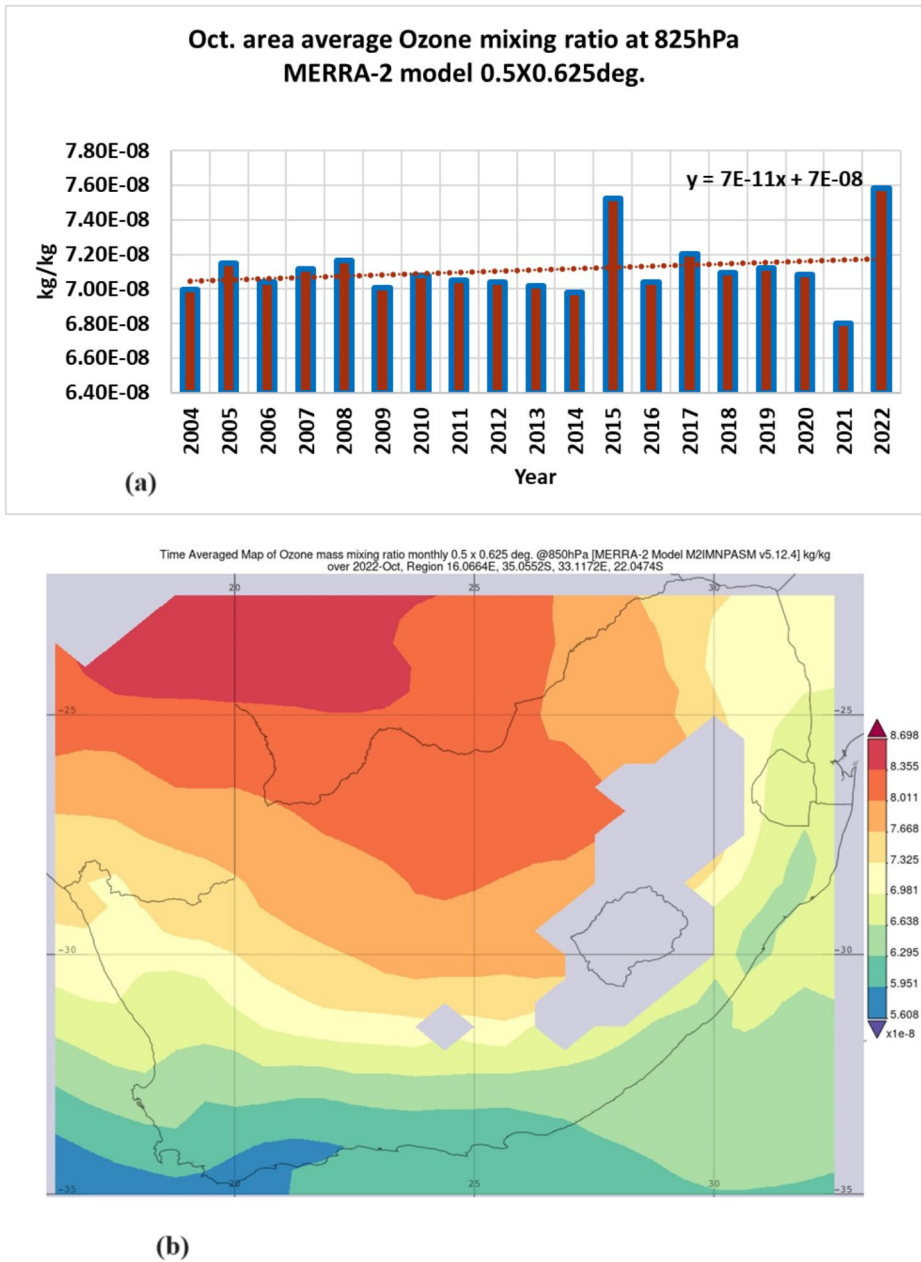 Oct. area average Ozone mixing ratio at 825hPa
MERRA-2 model 0.5X0.625deg.
7.80E-08
7.60E-08
7.40E-08
7.20E-08
7.00E-08
6.80E-08
6.60E-08
6.40E-08
kg/kg
y = 7E-11x + 7E-08
2004 2005 2006 2007 2008 2009 2010 2011 2012 2013 2014 2015 2016 2017 2018 2019 2020 2021 2022
Year
(a)
Time Averaged Map of Ozone mass mixing ratio monthly 0.5 x 0.625 deg. @850hPa [MERRA-2 Model M2IMNPASM v5.12.4] kg/kg
over 2022-Oct, Region 16.0664E, 35.0552S, 33.1172E, 22.0474S
20 25 30
-25 -25
-30 -30
-35 -35
20 25 30
8.698
8.355
8.011
7.668
7.325
6.981
6.638
6.295
5.951
5.608
x1e-8
(b)